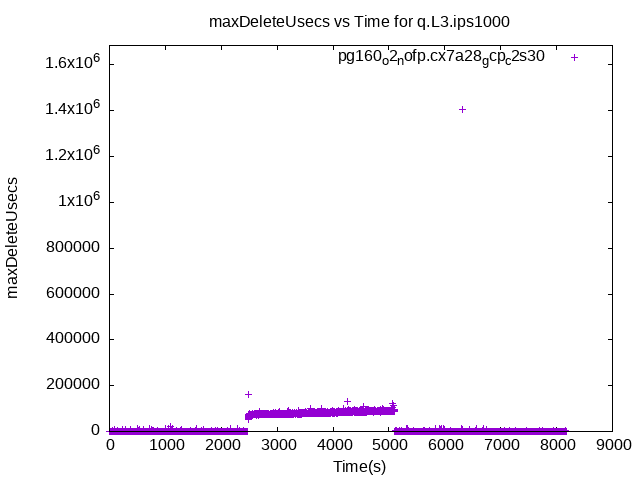 maxDeleteUsecs vs Time for q.L3.ips1000
pg160o2nofp.cx7a28gcpc2s30
maxDeleteUsecs
1.6x10^6
1.4x10^6
1.2x10^6
1x10^6
800000
600000
400000
200000
0
0 1000 2000 3000 4000 5000 6000 7000 8000 9000
Time(s)